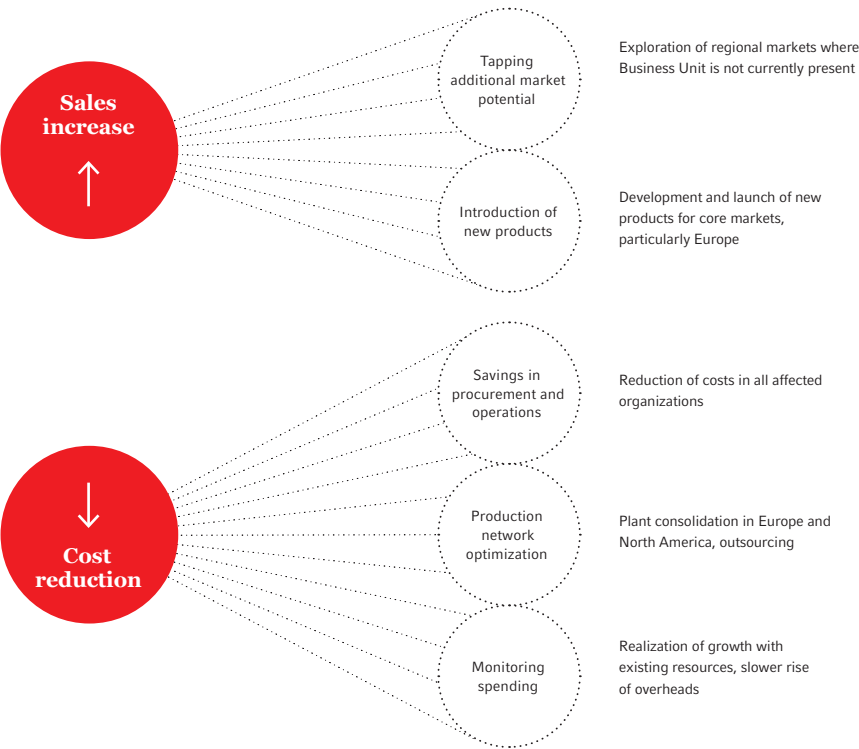 Sales
increase
Tapping
additional market
potential
Exploration of regional markets where
Business Unit is not currently present
Introduction of
new products
Development and launch of new
products for core markets,
particularly Europe
Cost
reduction
Savings in
procurement and
operations
Reduction of costs in all affected
organizations
Production
network
optimization
Plant consolidation in Europe and
North America, outsourcing
Monitoring
spending
Realization of growth with
existing resources, slower rise
of overheads